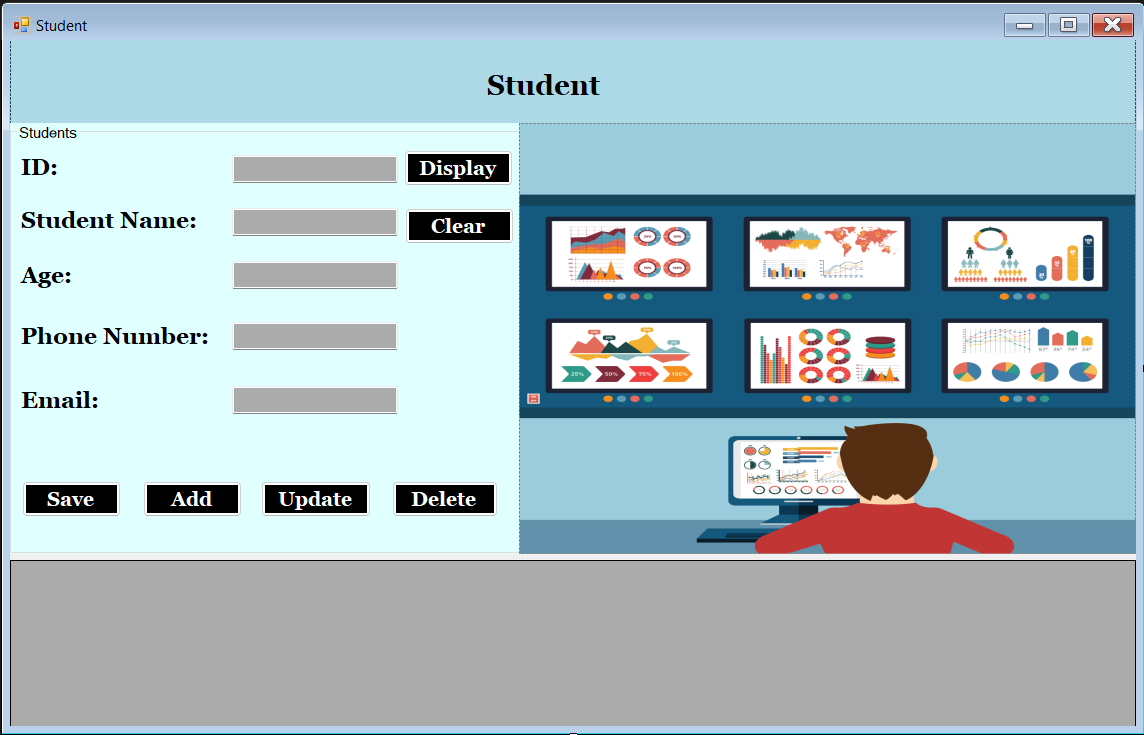 Student
Student
Students
ID:
Display
Student Name:
Clear
Age:
Phone Number:
Email:
Save
Add
Update
Delete
25%
50%
75%
100%